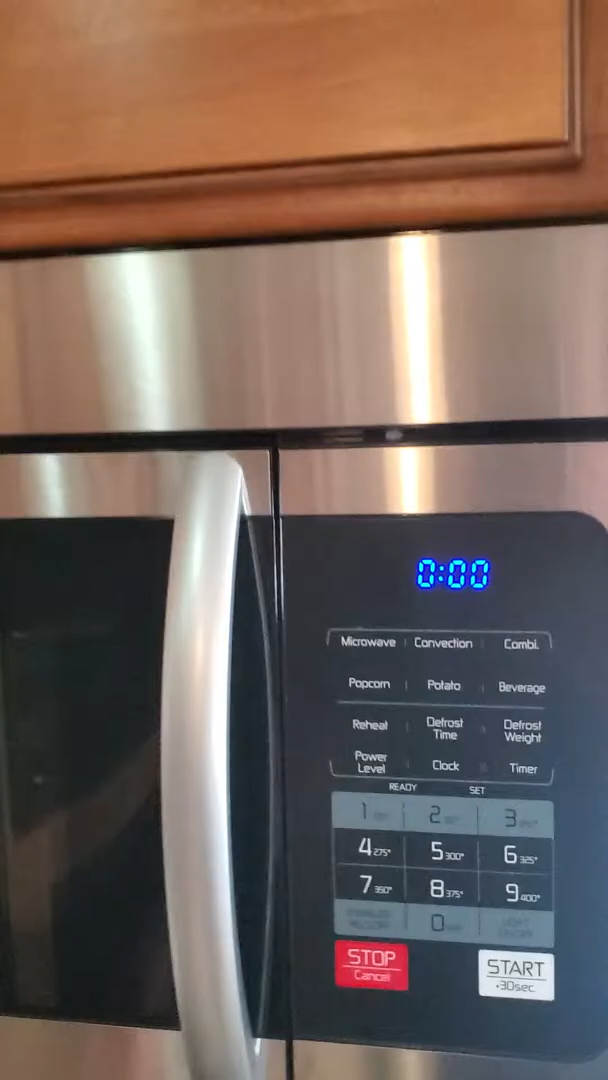 0:00
Microwave Convection Combi.
Popcorn Potato Beverage
Reheat Defrost Time Defrost Weight
Power Level Clock Timer
READY SET
1 2 3
4 275° 5 300° 6 325°
7 350° 8 375° 9 400°
0
STOP START
Cancel +30sec.